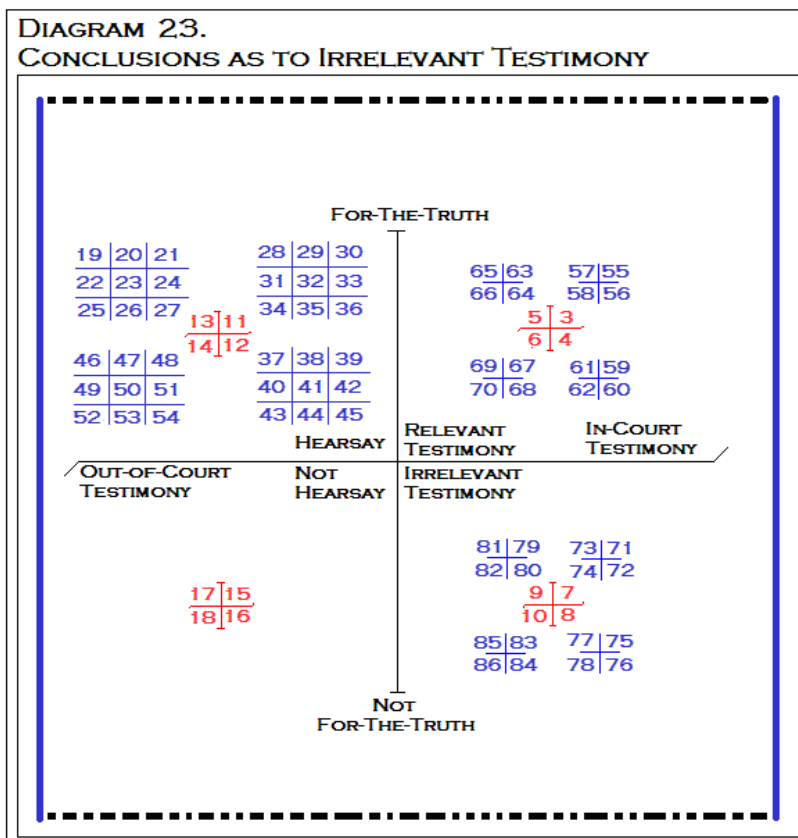 DIAGRAM 23.
CONCLUSIONS AS TO IRRELEVANT TESTIMONY
FOR-THE-TRUTH
19 20 21
22 23 24
25 26 27
28 29 30
31 32 33
34 35 36
13 11
14 12
46 47 48
49 50 51
52 53 54
37 38 39
40 41 42
43 44 45
65 63
66 64
57 55
58 56
5 3
6 4
69 67
70 68
61 59
62 60
HEARSAY
RELEVANT
TESTIMONY
IN-COURT
TESTIMONY
OUT-OF-COURT
TESTIMONY
NOT
HEARSAY
IRRELEVANT
TESTIMONY
17 15
18 16
81 79
82 80
73 71
74 72
9 7
10 8
85 83
86 84
77 75
78 76
NOT
FOR-THE-TRUTH